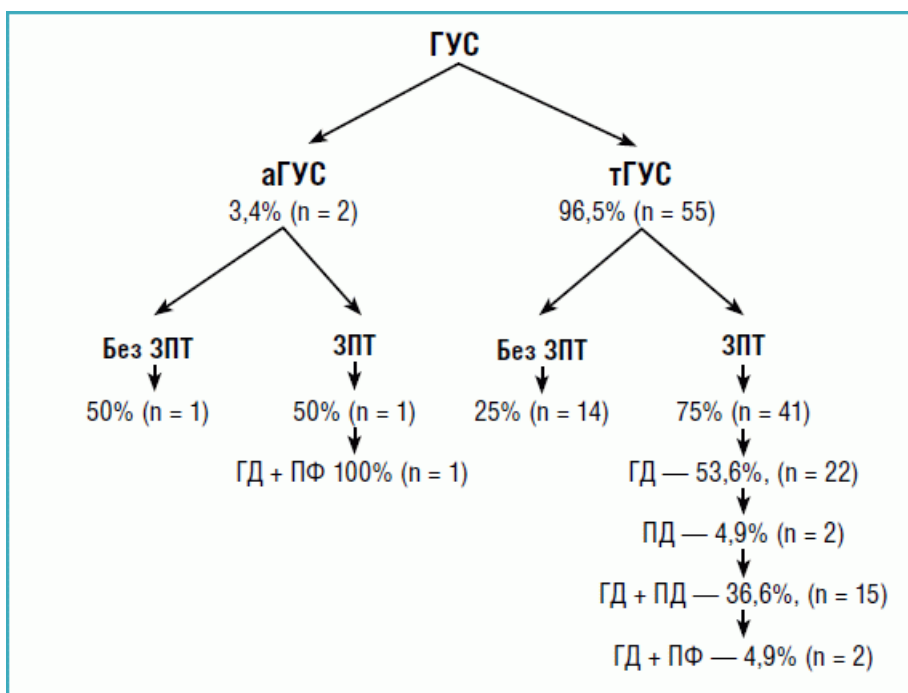 ГУС
аГУС
3,4% (n = 2)
тГУС
96,5% (n = 55)
Без ЗПТ
50% (n = 1)
ЗПТ
50% (n = 1)
ГД + ПФ 100% (n = 1)
Без ЗПТ
25% (n = 14)
ЗПТ
75% (n = 41)
ГД — 53,6%, (n = 22)
ПД — 4,9% (n = 2)
ГД + ПД — 36,6%, (n = 15)
ГД + ПФ — 4,9% (n = 2)